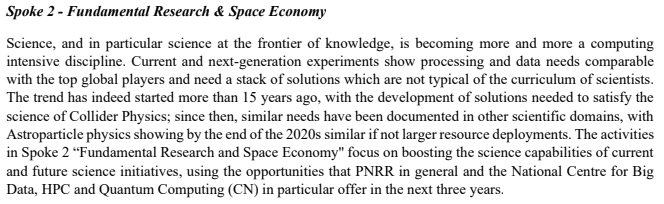 Spoke 2 - Fundamental Research & Space Economy
Science, and in particular science at the frontier of knowledge, is becoming more and more a computing
intensive discipline. Current and next-generation experiments show processing and data needs comparable
with the top global players and need a stack of solutions which are not typical of the curriculum of scientists.
The trend has indeed started more than 15 years ago, with the development of solutions needed to satisfy the
science of Collider Physics; since then, similar needs have been documented in other scientific domains, with
Astroparticle physics showing by the end of the 2020s similar if not larger resource deployments. The activities
in Spoke 2 “Fundamental Research and Space Economy" focus on boosting the science capabilities of current
and future science initiatives, using the opportunities that PNRR in general and the National Centre for Big
Data, HPC and Quantum Computing (CN) in particular offer in the next three years.